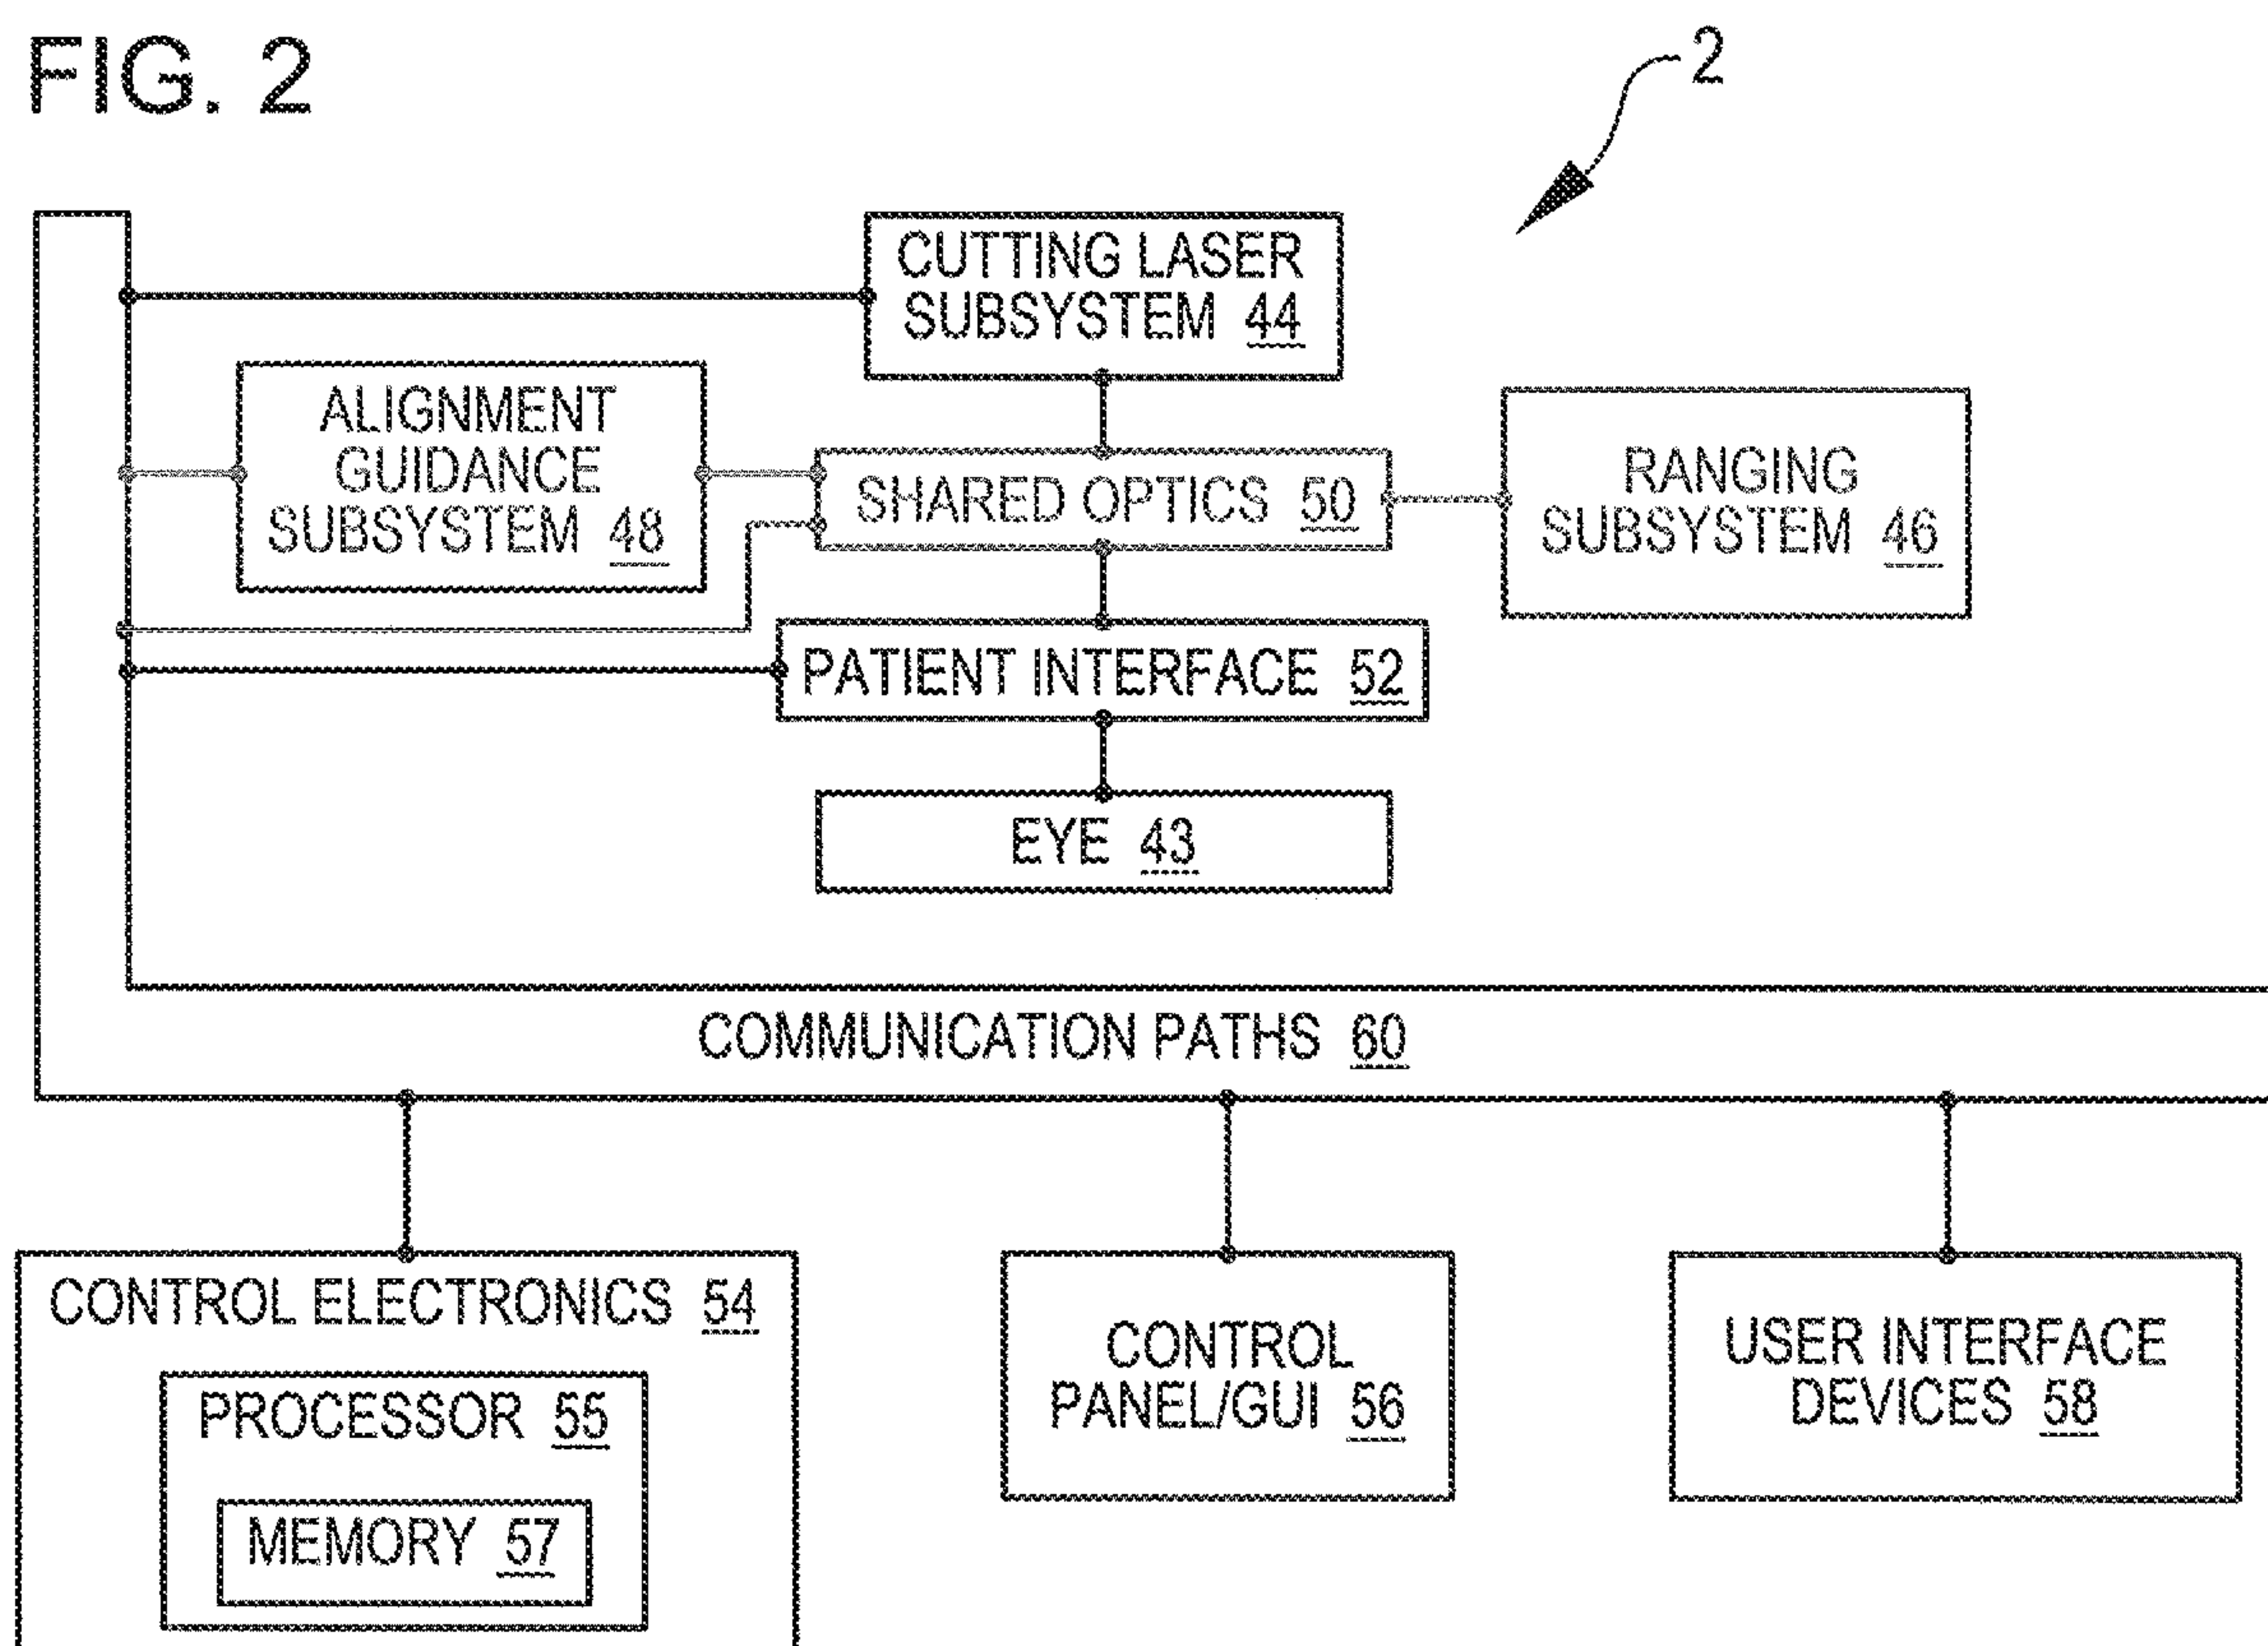 FIG. 2
2
CUTTING LASER
SUBSYSTEM 44
ALIGNMENT
GUIDANCE
SUBSYSTEM 48
SHARED OPTICS 50
RANGING
SUBSYSTEM 46
PATIENT INTERFACE 52
EYE 43
COMMUNICATION PATHS 60
CONTROL ELECTRONICS 54
PROCESSOR 55
MEMORY 57
CONTROL
PANEL/GUI 56
USER INTERFACE
DEVICES 58